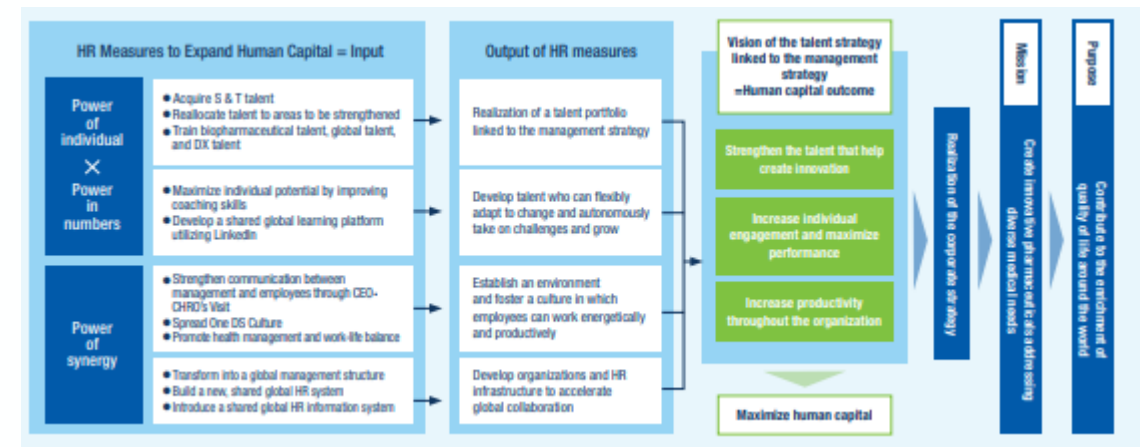 HR Measures to Expand Human Capital = Input
Power
of
individual
×
Power
in
numbers
● Acquire S & T talent
● Reallocate talent to areas to be strengthened
● Train biopharmaceutical talent, global talent,
and DX talent
● Maximize individual potential by improving
coaching skills
● Develop a shared global learning platform
utilizing LinkedIn
Power
of
synergy
● Strengthen communication between
management and employees through CEO-
CHRO's Visit
● Spread One DS Culture
● Promote health management and work-life balance
● Transform into a global management structure
● Build a new, shared global HR system
● Introduce a shared global HR information system
Output of HR measures
Realization of a talent portfolio
linked to the management strategy
Develop talent who can flexibly
adapt to change and autonomously
take on challenges and grow
Establish an environment
and foster a culture in which
employees can work energetically
and productively
Develop organizations and HR
infrastructure to accelerate
global collaboration
Vision of the talent strategy
linked to the management
strategy
=Human capital outcome
Strengthen the talent that help
create innovation
Increase individual
engagement and maximize
performance
Increase productivity
throughout the organization
Maximize human capital
Realization of the corporate strategy
Mission
Create innovative pharmaceuticals addressing
diverse medical needs
Purpose
Contribute to the enrichment of
quality of life around the world